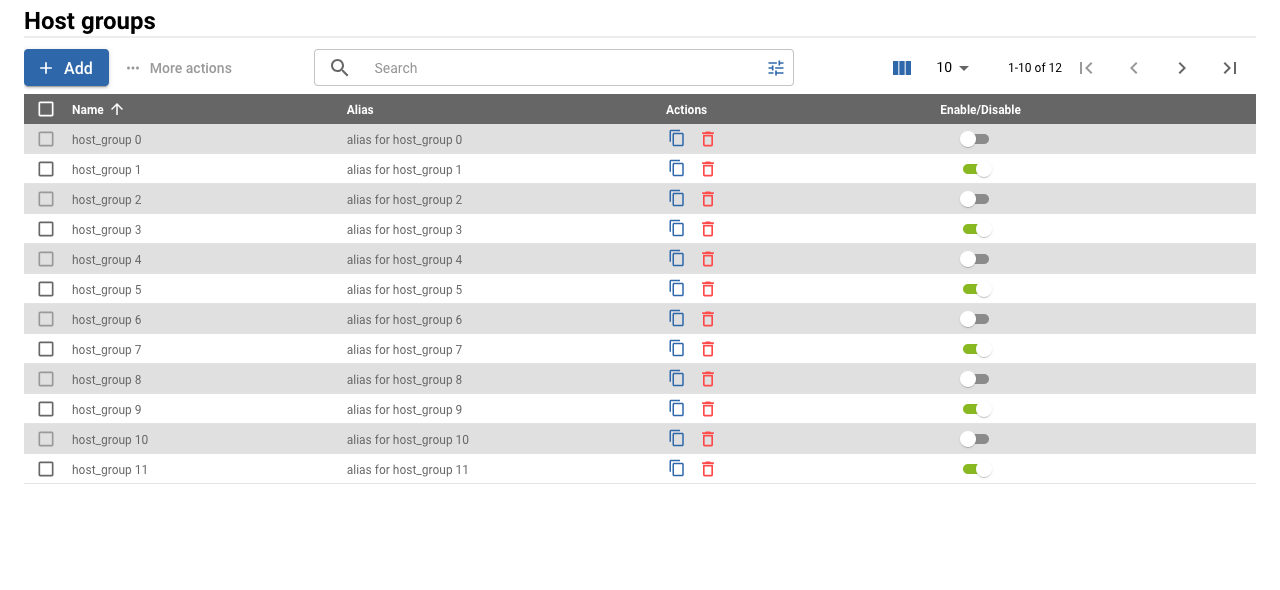 Host groups
Add More actions Search 10 1-10 of 12
Name Alias Actions Enable/Disable
host_group 0 alias for host_group 0
host_group 1 alias for host_group 1
host_group 2 alias for host_group 2
host_group 3 alias for host_group 3
host_group 4 alias for host_group 4
host_group 5 alias for host_group 5
host_group 6 alias for host_group 6
host_group 7 alias for host_group 7
host_group 8 alias for host_group 8
host_group 9 alias for host_group 9
host_group 10 alias for host_group 10
host_group 11 alias for host_group 11